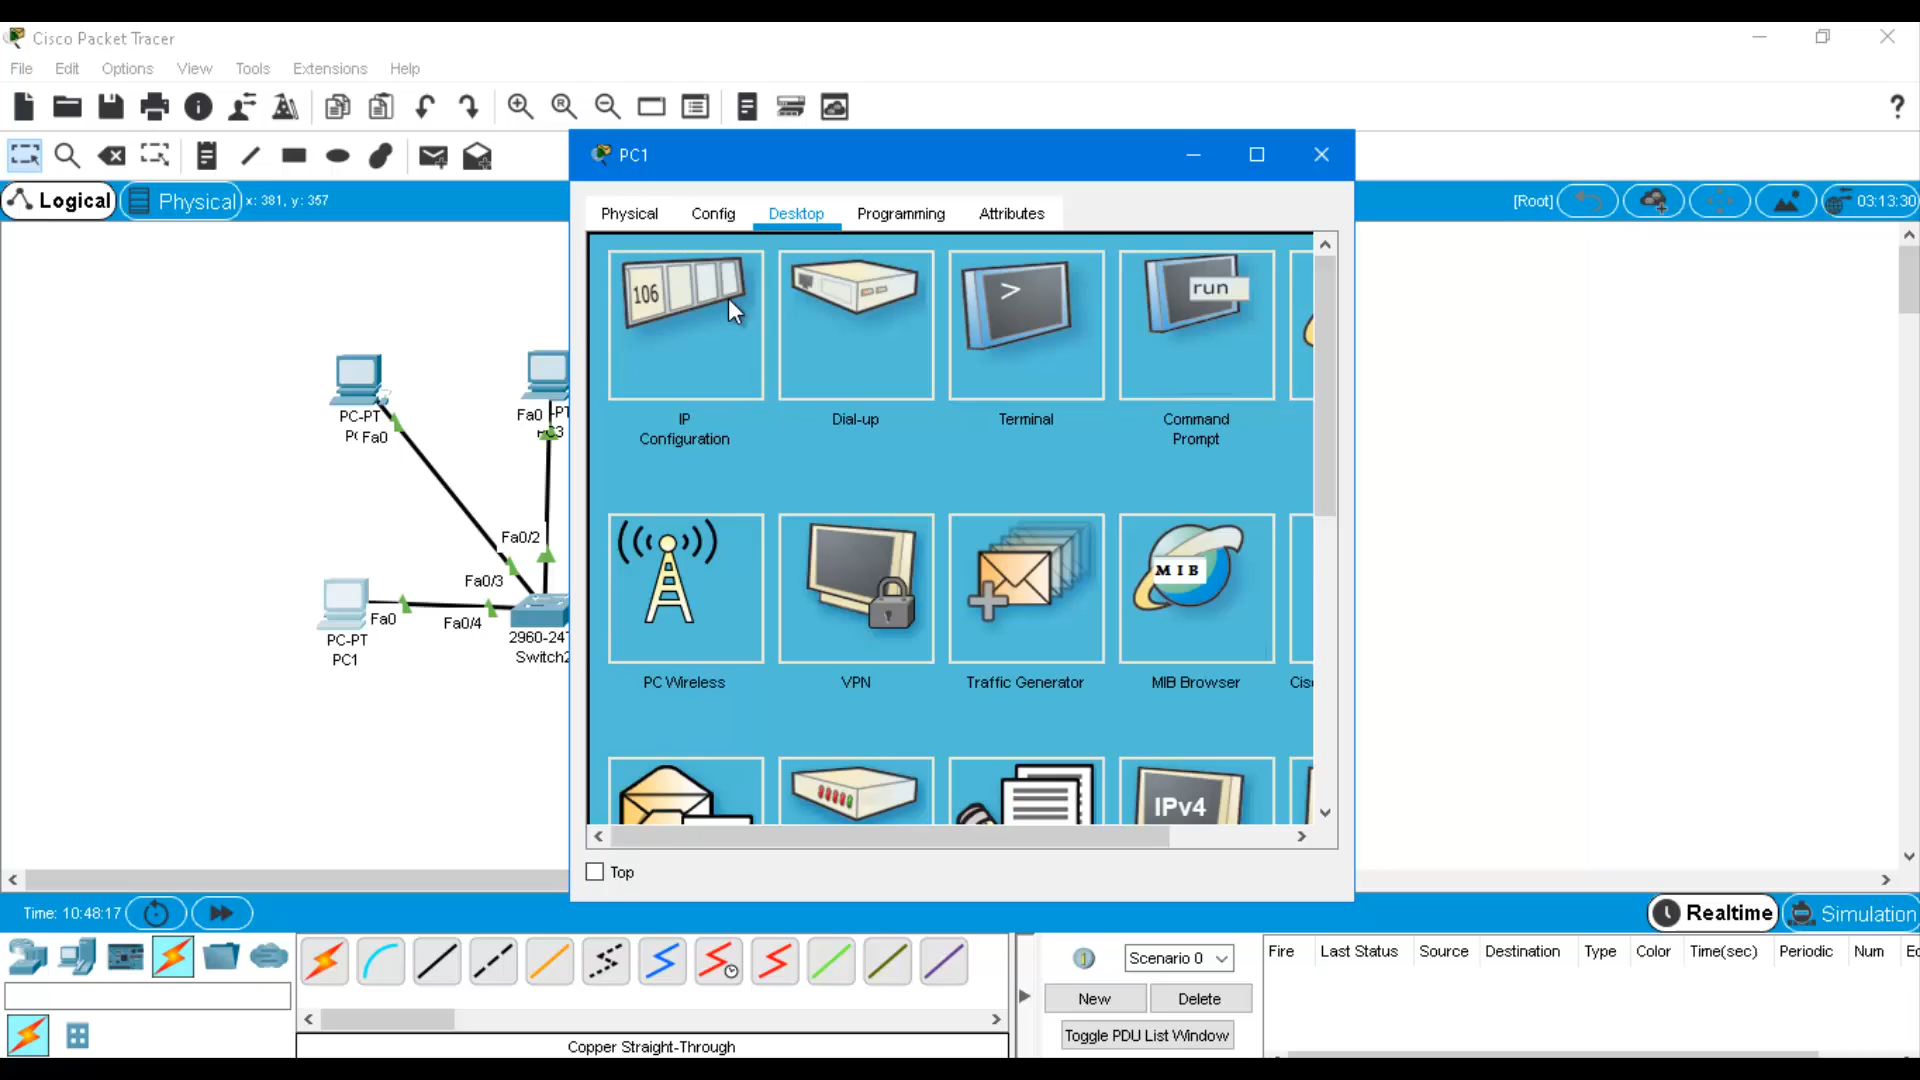 Cisco Packet Tracer
File Edit Options View Tools Extensions Help
?
Logical Physical x: 381, y: 357
[Root] 03:13:30
PC1
Physical Config Desktop Programming Attributes
106
>
run
IP
Configuration
Dial-up
Terminal
Command
Prompt
MIB
PC Wireless
VPN
Traffic Generator
MIB Browser
IPv4
Top
PC-PT
Fa0
Fa0
Fa0/2
Fa0/3
Fa0
Fa0/4
PC-PT
PC1
2960-24
Switch
Time: 10:48:17
Realtime Simulation
Scenario 0
New Delete
Toggle PDU List Window
Fire Last Status Source Destination Type Color Time(sec) Periodic Num
Copper Straight-Through